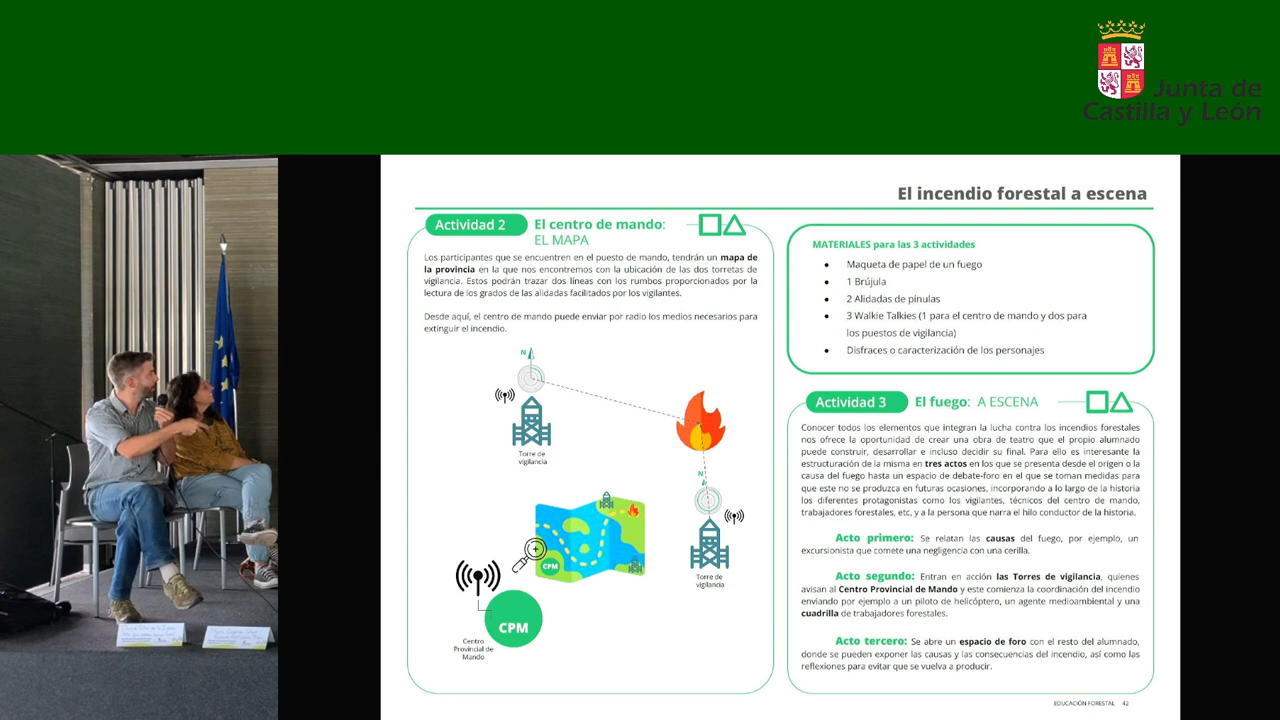 Junta de
Castilla y León
El incendio forestal a escena
Actividad 2
El centro de mando:
EL MAPA
Los participantes que se encuentren en el puesto de mando, tendrán un mapa de
la provincia en la que nos encontremos con la ubicación de las dos torretas de
vigilancia. Estos podrán trazar dos líneas con los rumbos proporcionados por la
lectura de los grados de las alidadas facilitados por los vigilantes.
Desde aquí, el centro de mando puede enviar por radio los medios necesarios para
extinguir el incendio.
N
Torre de
vigilancia
N
Torre de
vigilancia
CPM
CPM
Centro
Provincial de
Mando
MATERIALES para las 3 actividades
● Maqueta de papel de un fuego
● 1 Brújula
● 2 Alidadas de pínulas
● 3 Walkie Talkies (1 para el centro de mando y dos para
los puestos de vigilancia)
● Disfraces o caracterización de los personajes
Actividad 3
El fuego: A ESCENA
Conocer todos los elementos que integran la lucha contra los incendios forestales
nos ofrece la oportunidad de crear una obra de teatro que el propio alumnado
puede construir, desarrollar e incluso decidir su final. Para ello es interesante la
estructuración de la misma en tres actos en los que se presenta desde el origen o la
causa del fuego hasta un espacio de debate-foro en el que se toman medidas para
que este no se produzca en futuras ocasiones, incorporando a lo largo de la historia
los diferentes protagonistas como los vigilantes, técnicos del centro de mando,
trabajadores forestales, etc, y a la persona que narra el hilo conductor de la historia.
Acto primero: Se relatan las causas del fuego, por ejemplo, un
excursionista que comete una negligencia con una cerilla.
Acto segundo: Entran en acción las Torres de vigilancia, quienes
avisan al Centro Provincial de Mando y este comienza la coordinación del incendio
enviando por ejemplo a un piloto de helicóptero, un agente medioambiental y una
cuadrilla de trabajadores forestales.
Acto tercero: Se abre un espacio de foro con el resto del alumnado,
donde se pueden exponer las causas y las consecuencias del incendio, así como las
reflexiones para evitar que se vuelva a producir.
EDUCACIÓN FORESTAL 42